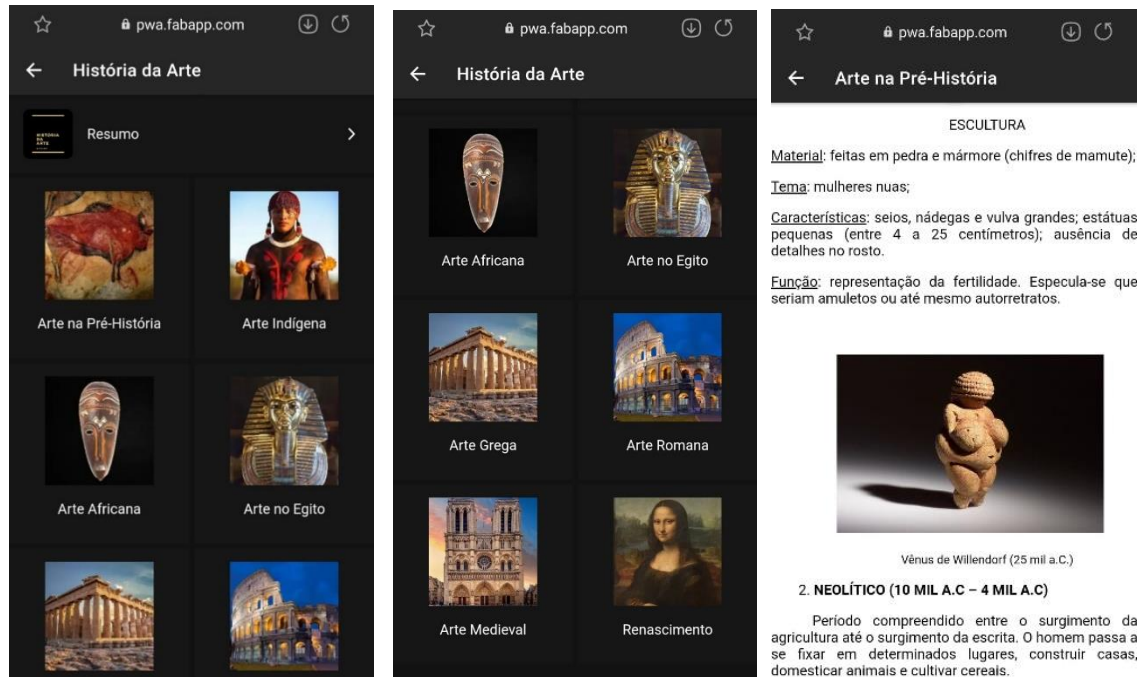 pwa.fabapp.com
História da Arte
HISTÓRIA
DA
ARTE
Resumo
Arte na Pré-História
Arte Indígena
Arte Africana
Arte no Egito
pwa.fabapp.com
História da Arte
Arte Africana
Arte no Egito
Arte Grega
Arte Romana
Arte Medieval
Renascimento
pwa.fabapp.com
Arte na Pré-História
ESCULTURA
Material: feitas em pedra e mármore (chifres de mamute);
Tema: mulheres nuas;
Características: seios, nádegas e vulva grandes; estátuas
pequenas (entre 4 a 25 centímetros); ausência de
detalhes no rosto.
Função: representação da fertilidade. Especula-se que
seriam amuletos ou até mesmo autorretratos.
Vênus de Willendorf (25 mil a.C.)
2. NEOLÍTICO (10 MIL A.C – 4 MIL A.C)
Período compreendido entre o surgimento da
agricultura até o surgimento da escrita. O homem passa a
se fixar em determinados lugares, construir casas,
domesticar animais e cultivar cereais.